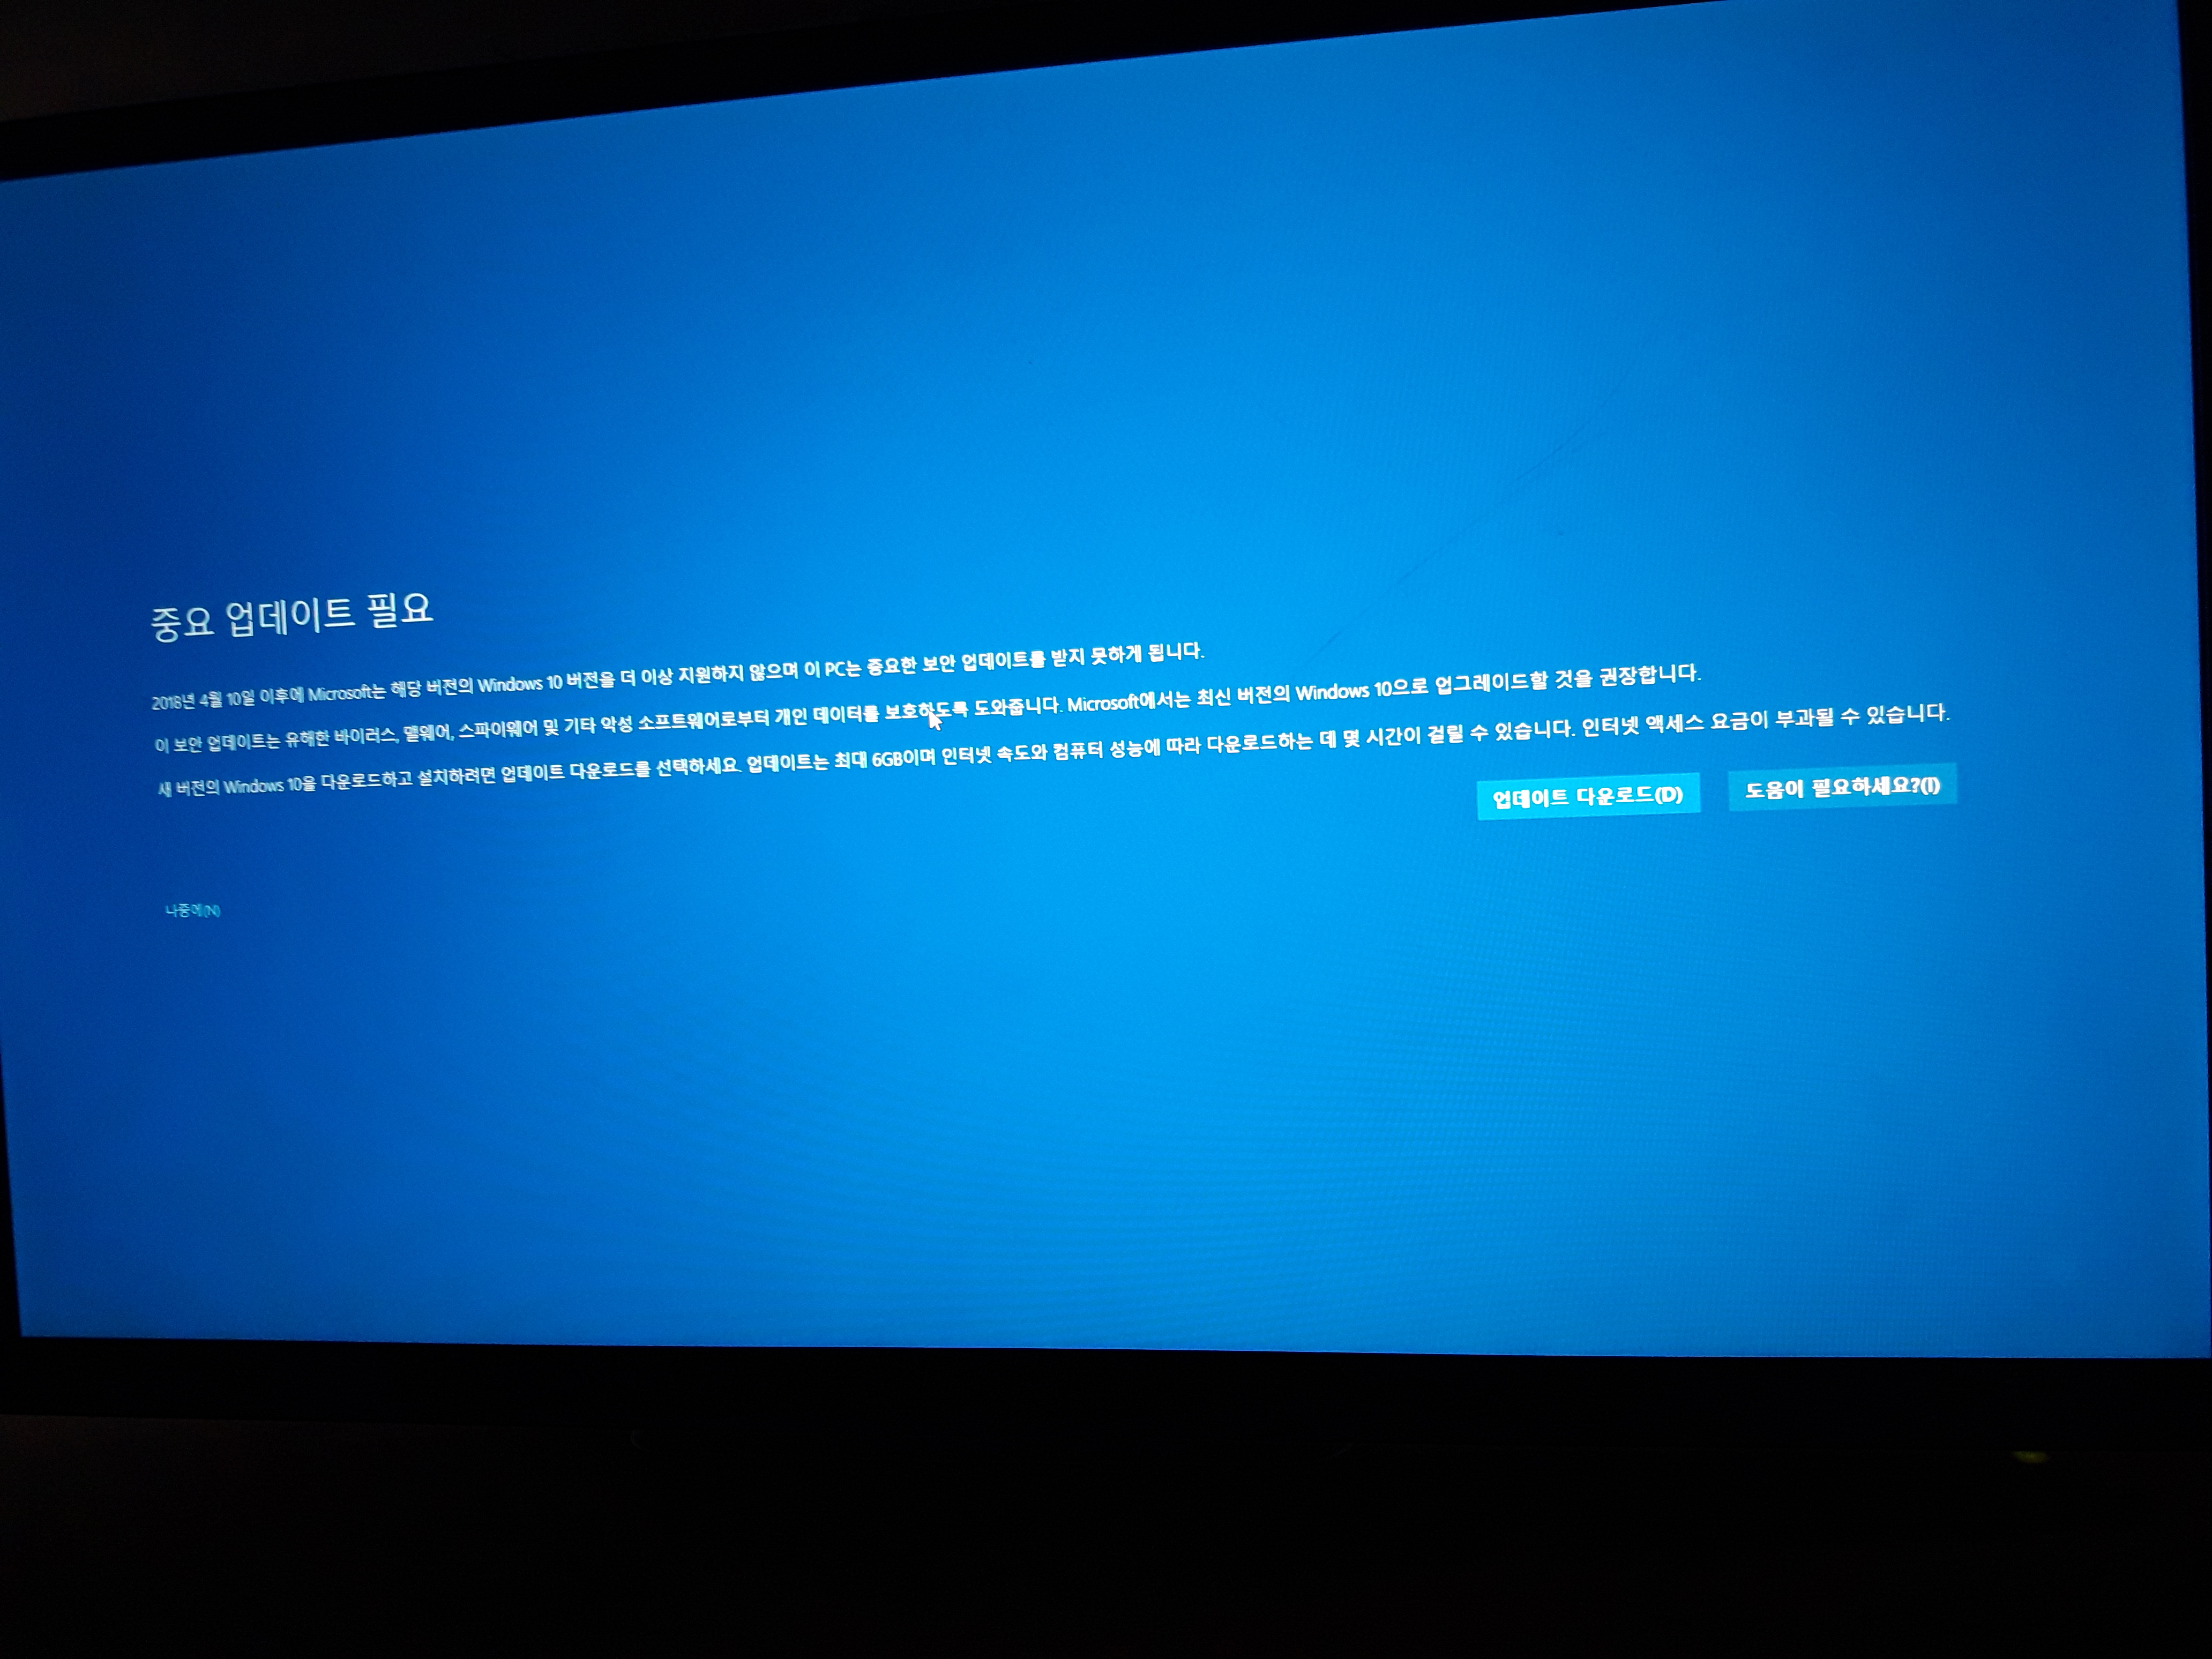 중요 업데이트 필요
2018년 4월 10일 이후에 Microsoft는 해당 버전의 Windows 10 버전을 더 이상 지원하지 않으며 이 PC는 중요한 보안 업데이트를 받지 못하게 됩니다.
이 보안 업데이트는 유해한 바이러스, 맬웨어, 스파이웨어 및 기타 악성 소프트웨어로부터 개인 데이터를 보호하도록 도와줍니다. Microsoft에서는 최신 버전의 Windows 10으로 업그레이드할 것을 권장합니다.
새 버전의 Windows 10을 다운로드하고 설치하려면 업데이트 다운로드를 선택하세요. 업데이트는 최대 6GB이며 인터넷 속도와 컴퓨터 성능에 따라 다운로드하는 데 몇 시간이 걸릴 수 있습니다. 인터넷 액세스 요금이 부과될 수 있습니다.
업데이트 다운로드(D) 도움이 필요하세요?(I)
나중에(N)